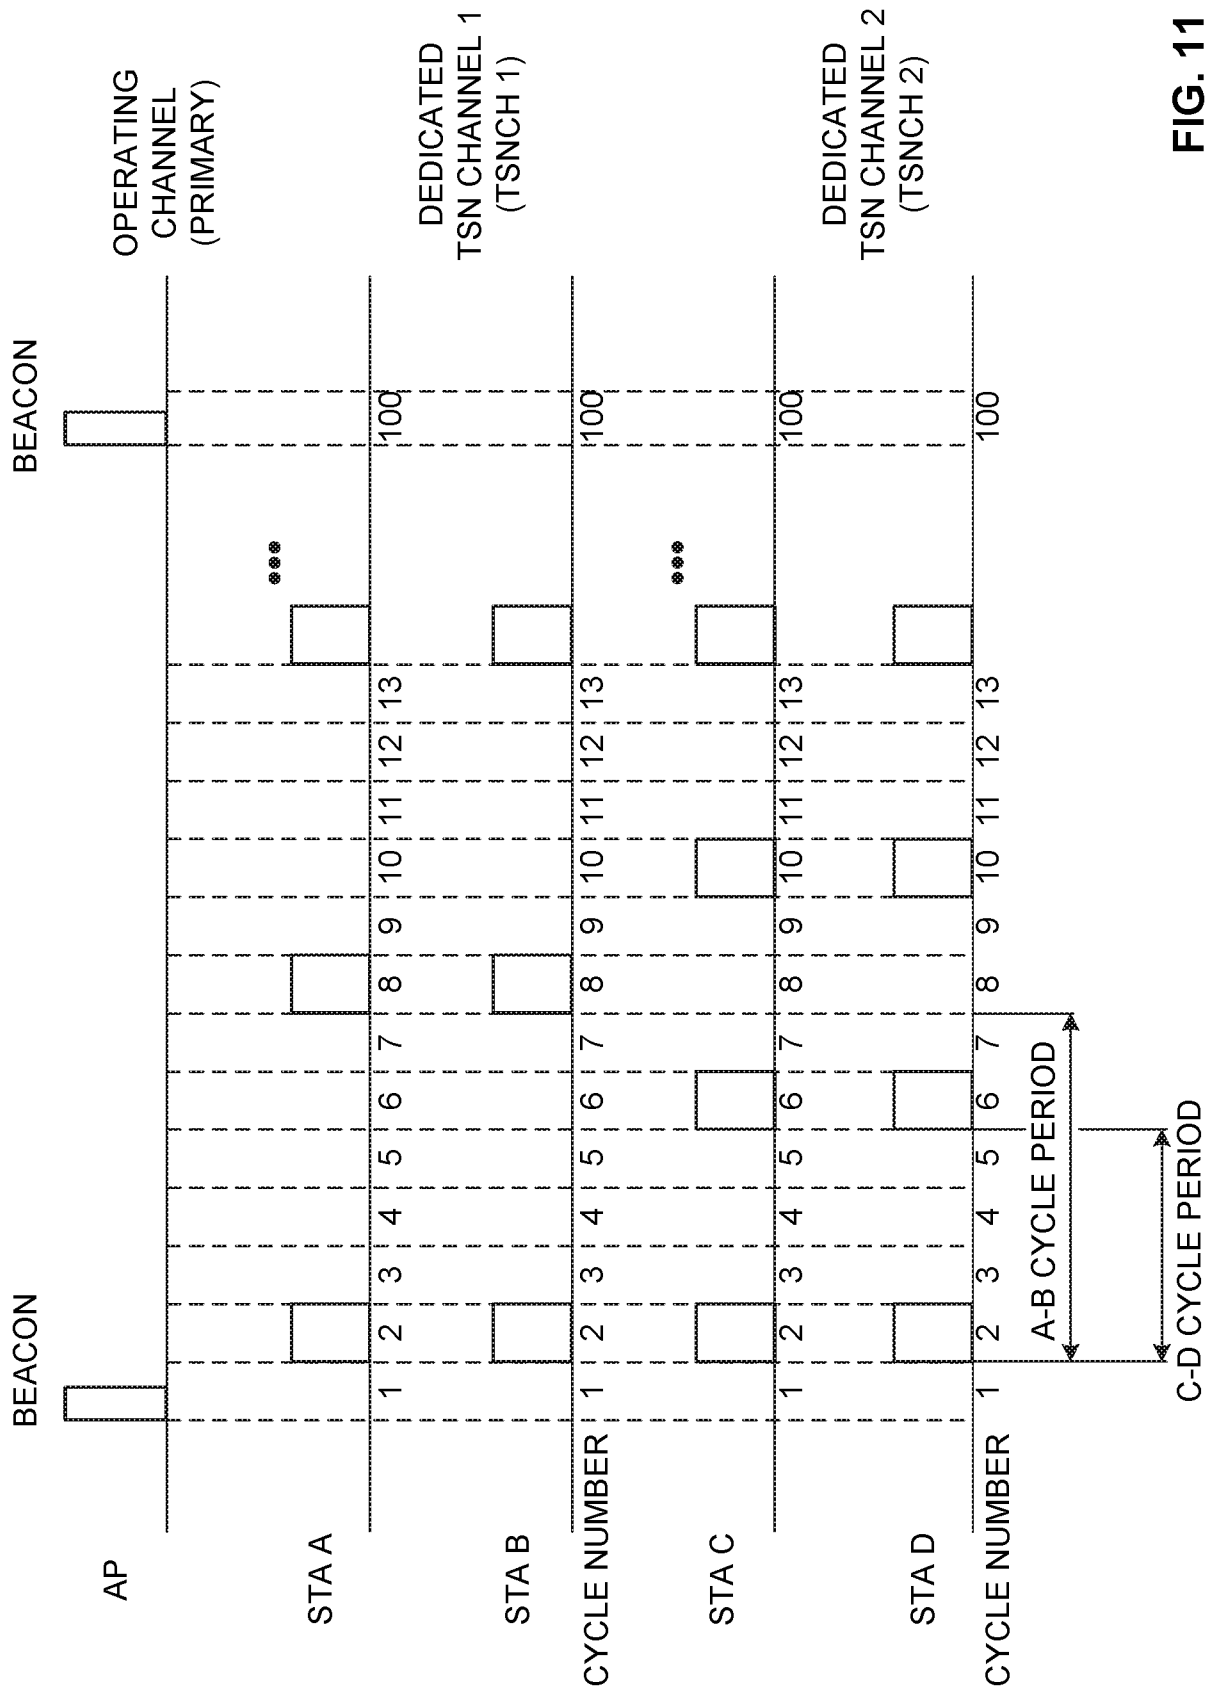 BEACON
BEACON
AP
OPERATING
CHANNEL
(PRIMARY)
STA A
1 2 3 4 5 6 7 8 9 10 11 12 13 100
DEDICATED
TSN CHANNEL 1
(TSNCH 1)
STA B
CYCLE NUMBER 1 2 3 4 5 6 7 8 9 10 11 12 13 100
STA C
1 2 3 4 5 6 7 8 9 10 11 12 13 100
DEDICATED
TSN CHANNEL 2
(TSNCH 2)
STA D
CYCLE NUMBER 1 2 3 4 5 6 7 8 9 10 11 12 13 100
A-B CYCLE PERIOD
C-D CYCLE PERIOD
FIG. 11